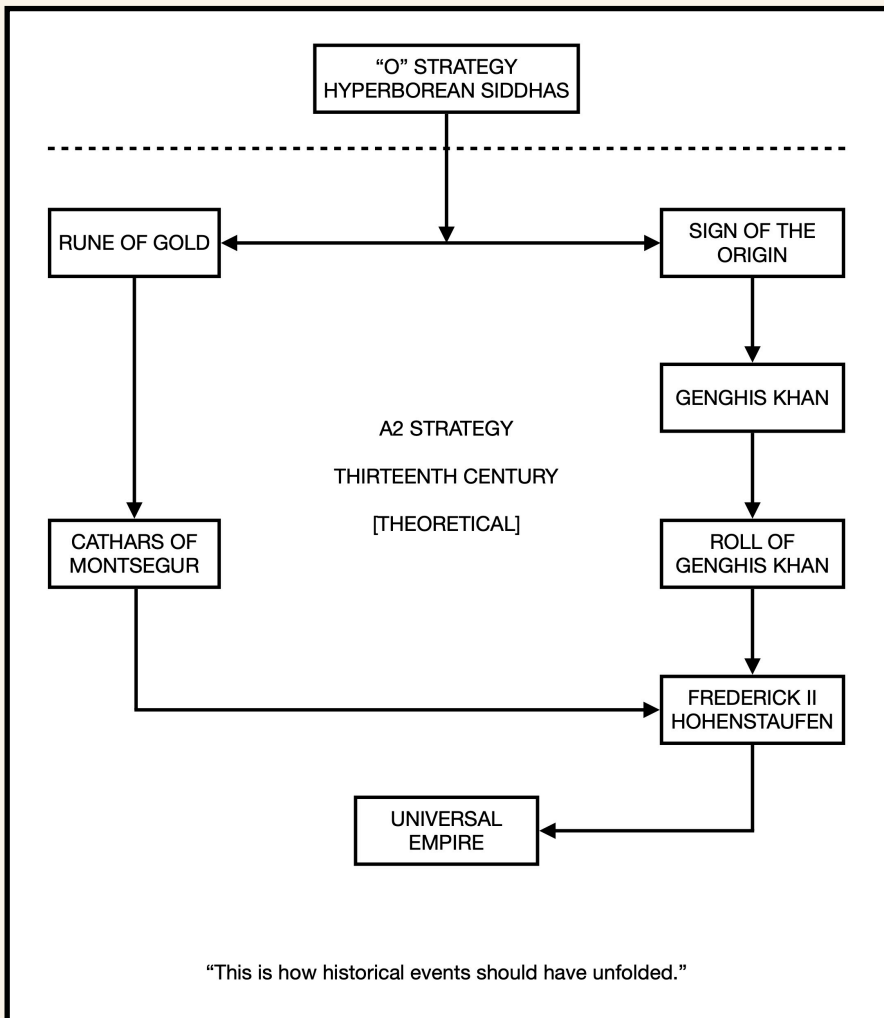 “O” STRATEGY
HYPERBOREAN SIDDHAS
RUNE OF GOLD
SIGN OF THE
ORIGIN
GENGHIS KHAN
A2 STRATEGY
THIRTEENTH CENTURY
[THEORETICAL]
CATHARS OF
MONTSEGUR
ROLL OF
GENGHIS KHAN
FREDERICK II
HOHENSTAUFEN
UNIVERSAL
EMPIRE
“This is how historical events should have unfolded.”